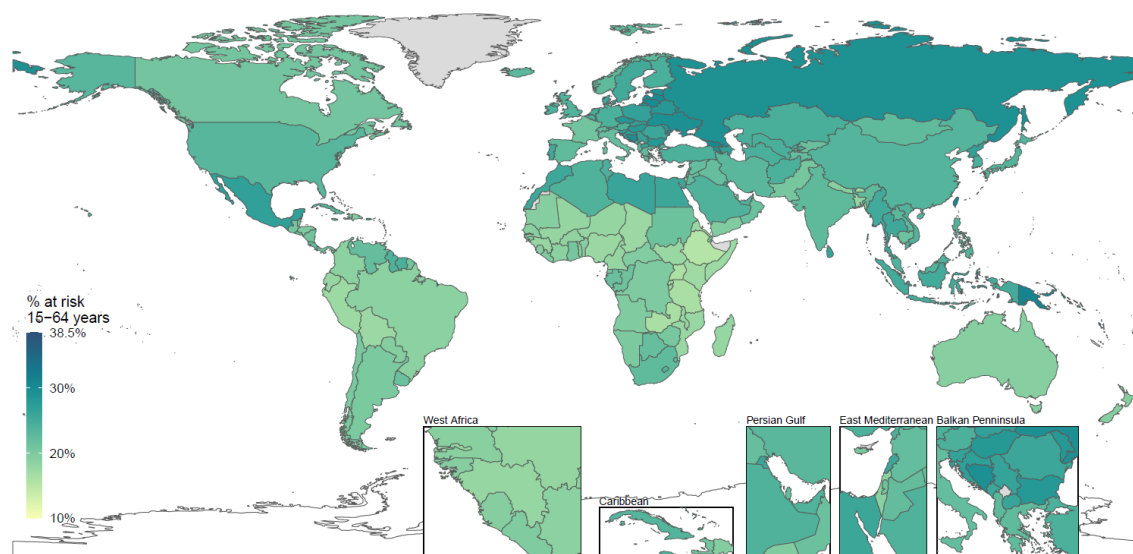 % at risk
15−64 years
38.5%
30%
20%
10%
West Africa
Caribbean
Persian Gulf
East Mediterranean
Balkan Penninsula